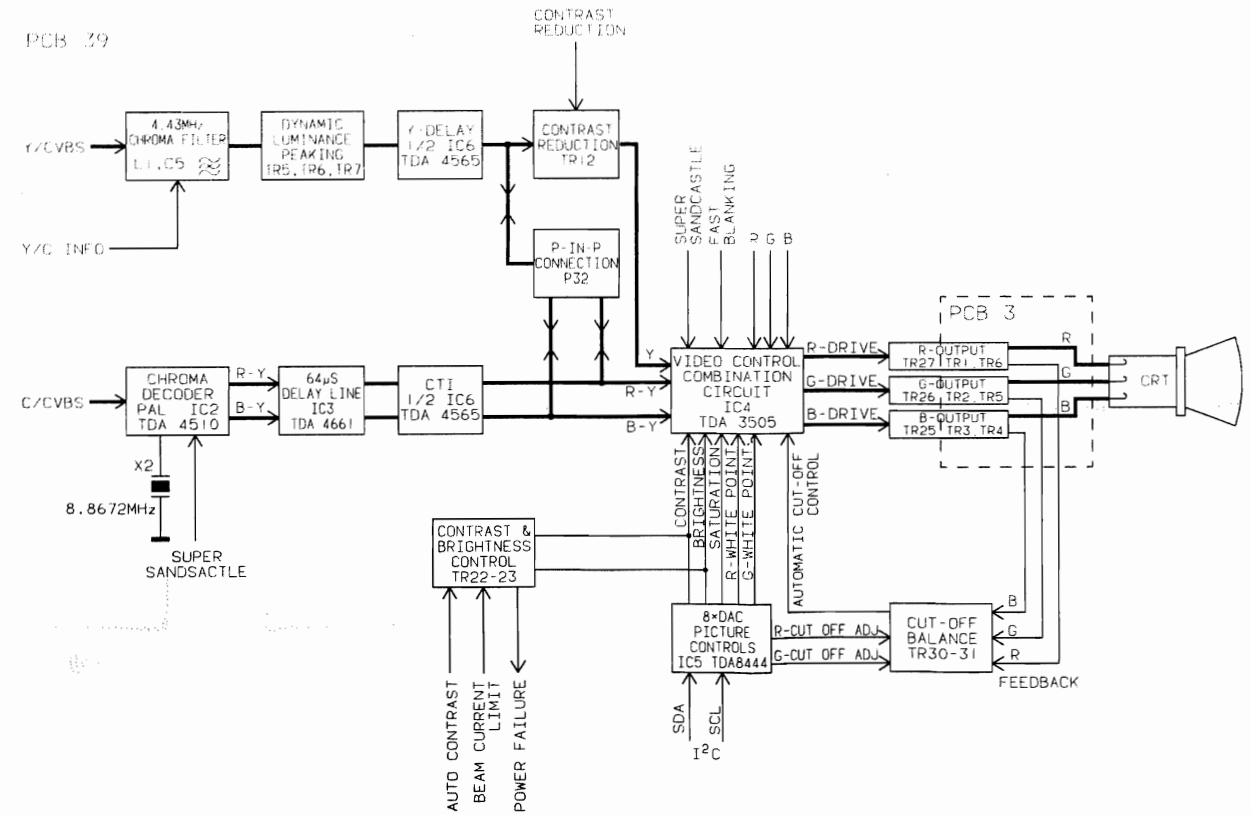 PCB 39
CONTRAST
REDUCTION
Y/CVBS
4.43MHz
CHROMA FILTER
L1,C5
DYNAMIC
LUMINANCE
PEAKING
TR5,TR6,TR7
Y-DELAY
1/2 IC6
TDA 4565
CONTRAST
REDUCTION
TR12
Y/C INFO
P-IN-P
CONNECTION
P32
SUPER
SANDCASTLE
FAST
BLANKING
R G B
C/CVBS
CHROMA
DECODER
PAL IC2
TDA 4510
R-Y
B-Y
64µS
DELAY LINE
IC3
TDA 4661
CTI
1/2 IC6
TDA 4565
Y
R-Y
B-Y
VIDEO CONTROL
COMBINATION
CIRCUIT
IC4
TDA 3505
R-DRIVE
G-DRIVE
B-DRIVE
PCB 3
R-OUTPUT
TR27 TR1,TR6
G-OUTPUT
TR26 TR2,TR5
B-OUTPUT
TR25 TR3,TR4
R
G
B
CRT
X2
8.8672MHz
SUPER
SANDSACTLE
CONTRAST
BRIGHTNESS
SATURATION
R-WHITE POINT
G-WHITE POINT
AUTOMATIC CUT-OFF
CONTROL
CONTRAST &
BRIGHTNESS
CONTROL
TR22-23
AUTO CONTRAST
BEAM CURRENT
LIMIT
POWER FAILURE
8×DAC
PICTURE
CONTROLS
IC5 TDA8444
R-CUT OFF ADJ
G-CUT OFF ADJ
CUT-OFF
BALANCE
TR30-31
B
G
R
FEEDBACK
SDA
SCL
I²C